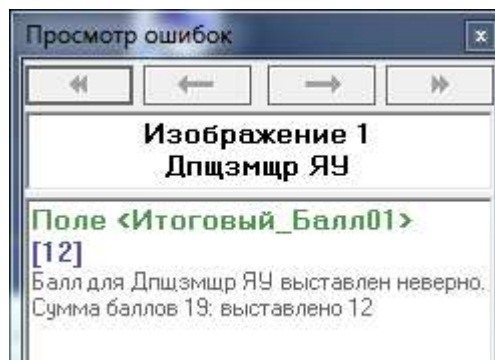 Просмотр ошибок
Изображение 1
Дпщзмщр ЯУ
Поле <Итоговый_Балл01>
[12]
Балл для Дпщзмщр ЯУ выставлен неверно.
Сумма баллов 19: выставлено 12